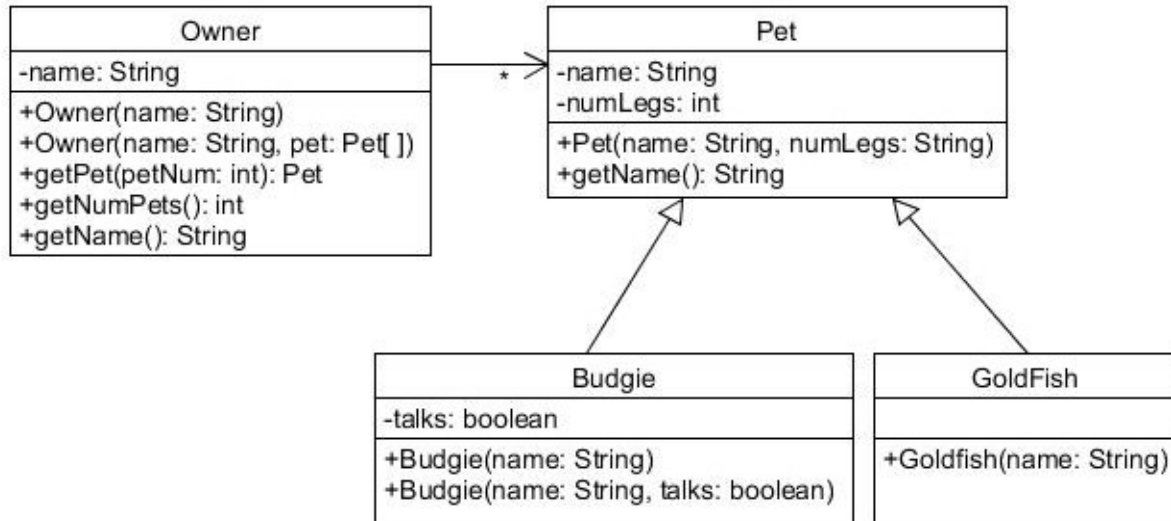 Owner
-name: String
+Owner(name: String)
+Owner(name: String, pet: Pet[ ])
+getPet(petNum: int): Pet
+getNumPets(): int
+getName(): String
*
Pet
-name: String
-numLegs: int
+Pet(name: String, numLegs: String)
+getName(): String
Budgie
-talks: boolean
+Budgie(name: String)
+Budgie(name: String, talks: boolean)
GoldFish
+Goldfish(name: String)